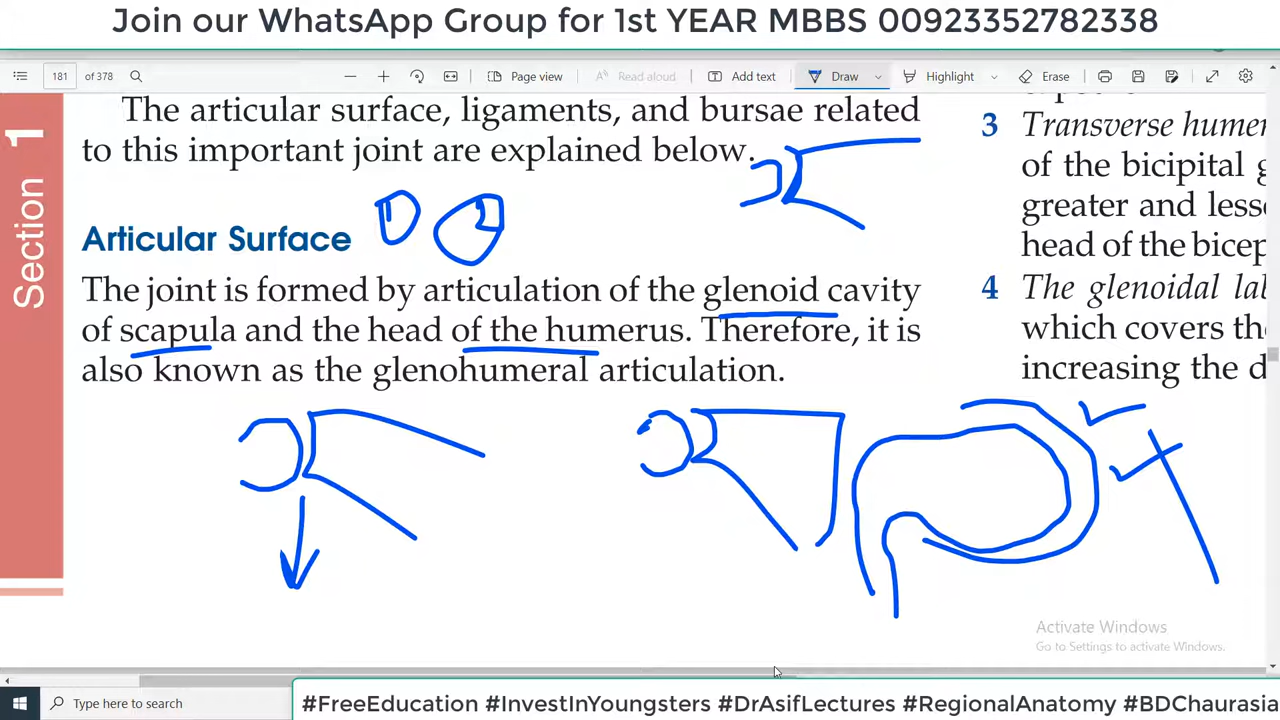 Join our WhatsApp Group for 1st YEAR MBBS 00923352782338
181 of 378 Page view Read aloud Add text Draw Highlight Erase
Section 1
The articular surface, ligaments, and bursae related
to this important joint are explained below.
Articular Surface
The joint is formed by articulation of the glenoid cavity
of scapula and the head of the humerus. Therefore, it is
also known as the glenohumeral articulation.
3 Transverse humer
of the bicipital g
greater and less
head of the bicep
4 The glenoidal la
which covers th
increasing the d
Activate Windows
Go to Settings to activate Windows.
Type here to search
#FreeEducation #InvestInYoungsters #DrAsifLectures #RegionalAnatomy #BDChaurasia